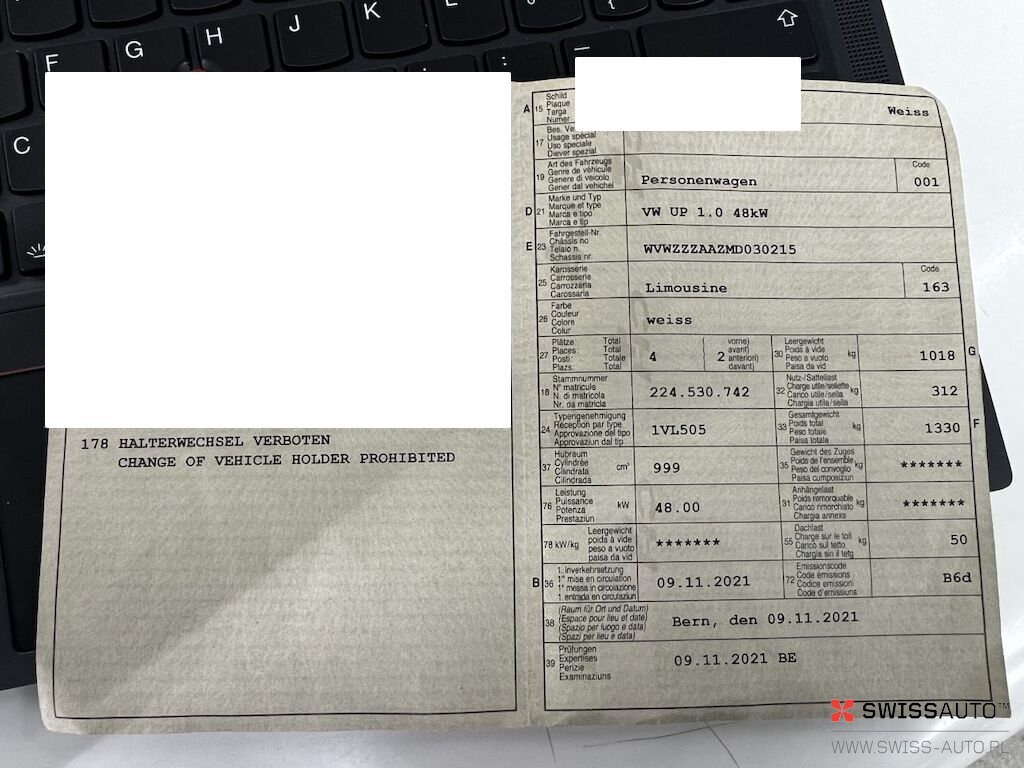 F
G
H
J
K
L
C
178 HALTERWECHSEL VERBOTEN
CHANGE OF VEHICLE HOLDER PROHIBITED
A 15 Schild
Plaque
Targa
Numer
Weiss
17 Bes. Ve
Usage spécial
Uso speciale
Diever spezial
19 Art des Fahrzeugs
Genre de véhicule
Genere di veicolo
Gener dal vehichel
Personenwagen
Code
001
D 21 Marke und Typ
Marque et type
Marca e tipo
Marca e tip
VW UP 1.0 48kW
E 23 Fahrgestell-Nr.
Châssis no
Telaio n.
Schassis nr.
WVWZZZAAZMD030215
25 Karosserie
Carrosserie
Carrozzeria
Carossaria
Limousine
Code
163
26 Farbe
Couleur
Colore
Colur
weiss
27 Plätze: Total
Places: Total
Posti: Totale
Plazs: Total
4
( vorne)
( 2 avant)
anterion)
davant)
30 Leergewicht
Poids à vide
Peso a vuoto
Paisa da vid
kg
1018 G
18 Stammnummer
N° matricule
N. di matricola
Nr. da matricla
224.530.742
32 Nutz-/Sattellast
Charge utile/sellette
Carico utile/sella
Chargia utila/sella
kg
312
24 Typengenehmigung
Réception par type
Approvazione del tipo
Approvaziun dal tip
1VL505
33 Gesamtgewicht
Poids total
Peso totale
Paisa totala
kg
1330 F
37 Hubraum
Cylindrée
Cilindrata
Cilindrada
cm³
999
35 Gewicht des Zuges
Poids de l'ensemble
Peso del convoglio
Paisa cumposiziun
kg
*******
76 Leistung
Puissance
Potenza
Prestaziun
kW
48.00
31 Anhängelast
Poids remorquable
Carico rimorchiato
Chargia annexa
kg
*******
78 kW/kg Leergewicht
poids à vide
peso a vuoto
paisa da vid
*******
55 Dachlast
Charge sur le toit
Carico sul tetto
Chargia sin il tetg
kg
50
B 36 1. Inverkehrsetzung
1re mise en circulation
1a messa in circolazione
1. entrada en circulaziun
09.11.2021
72 Emissionscode
Code émissions
Codice emissioni
Code d'emissiuns
B6d
38 (Raum für Ort und Datum)
(Espace pour lieu et date)
(Spazio per luogo e data)
(Spazi per lieu e data)
Bern, den 09.11.2021
39 Prüfungen
Expertises
Perizie
Examinaziuns
09.11.2021 BE
SWISSAUTO™
WWW.SWISS-AUTO.PL